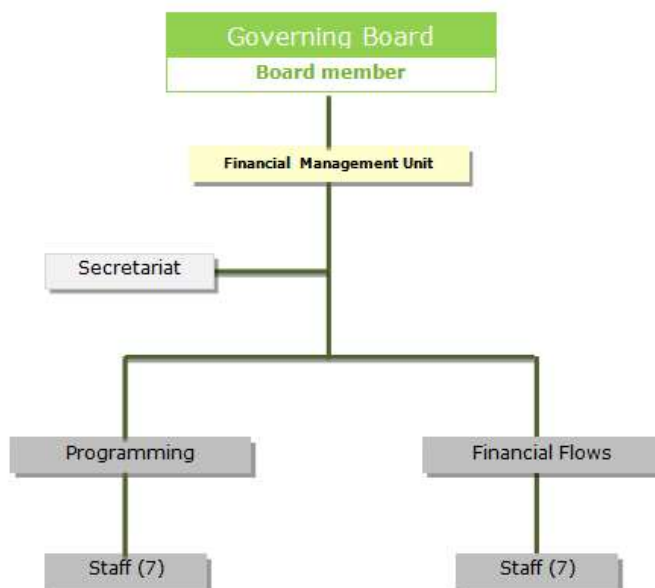 Governing Board
Board member
Financial Management Unit
Secretariat
Programming
Financial Flows
Staff (7)
Staff (7)